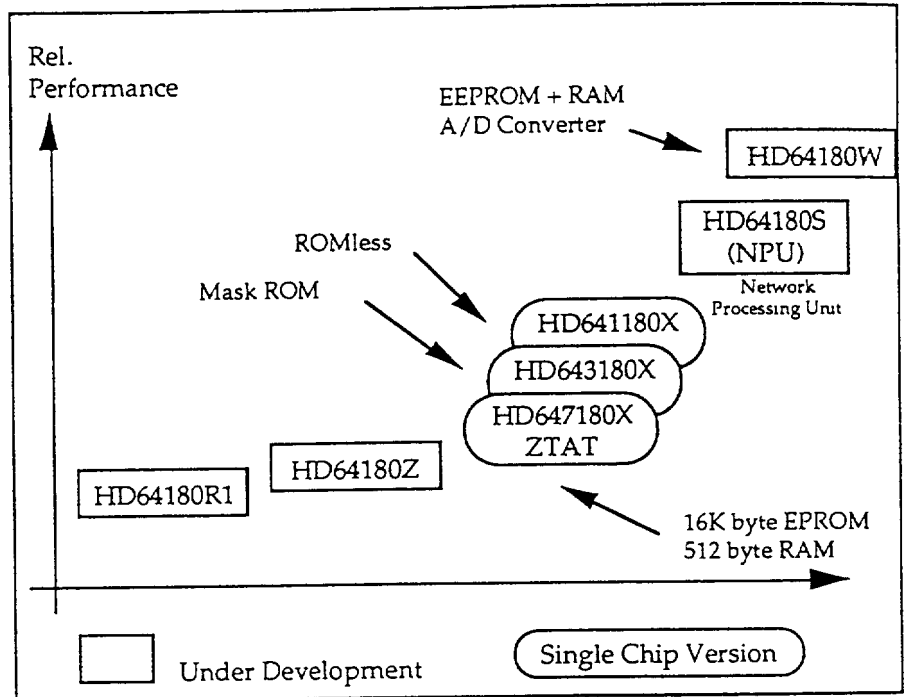 Rel.
Performance
EEPROM + RAM
A/D Converter
HD64180W
HD64180S
(NPU)
Network
Processing Unit
ROMless
Mask ROM
HD641180X
HD643180X
HD647180X
ZTAT
HD64180Z
HD64180R1
16K byte EPROM
512 byte RAM
Under Development
Single Chip Version